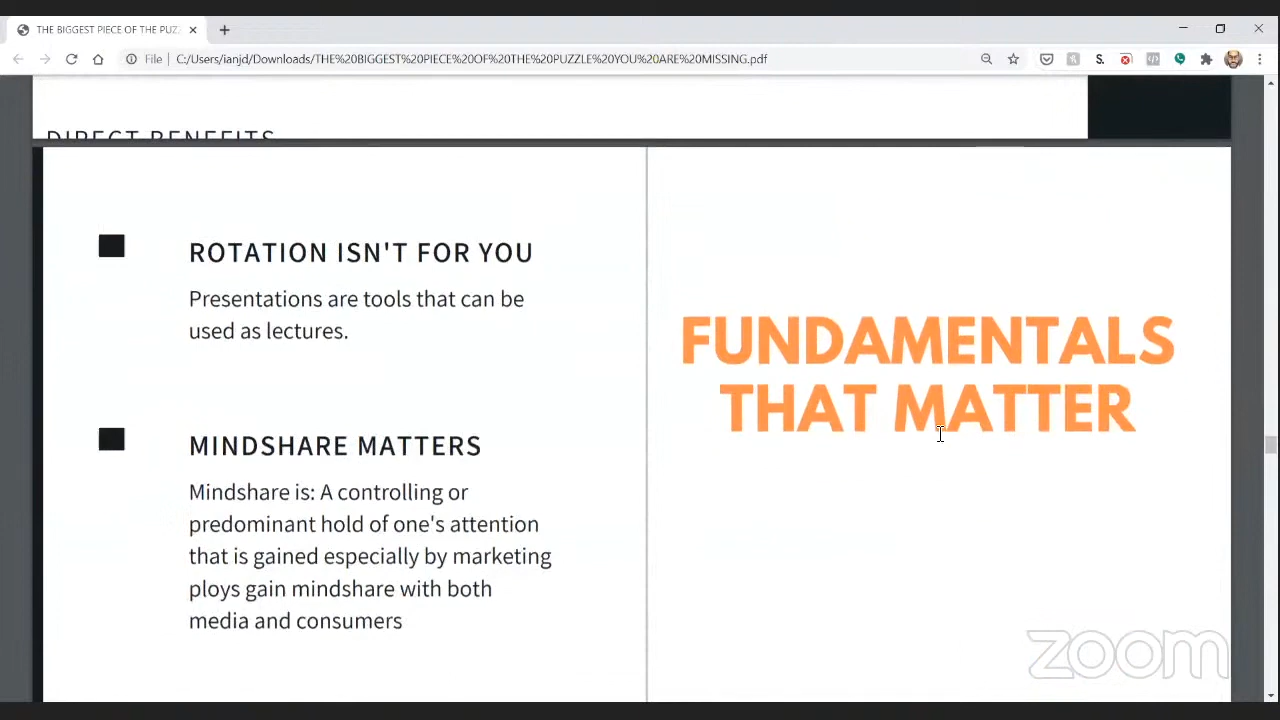 THE BIGGEST PIECE OF THE PUZ
File
C:/Users/ianjd/Downloads/THE%20BIGGEST%20PIECE%20OF%20THE%20PUZZLE%20YOU%20ARE%20MISSING.pdf
DIRECT BENEFITS
ROTATION ISN'T FOR YOU
Presentations are tools that can be
used as lectures.
MINDSHARE MATTERS
Mindshare is: A controlling or
predominant hold of one's attention
that is gained especially by marketing
ploys gain mindshare with both
media and consumers
FUNDAMENTALS
THAT MATTER
zoom